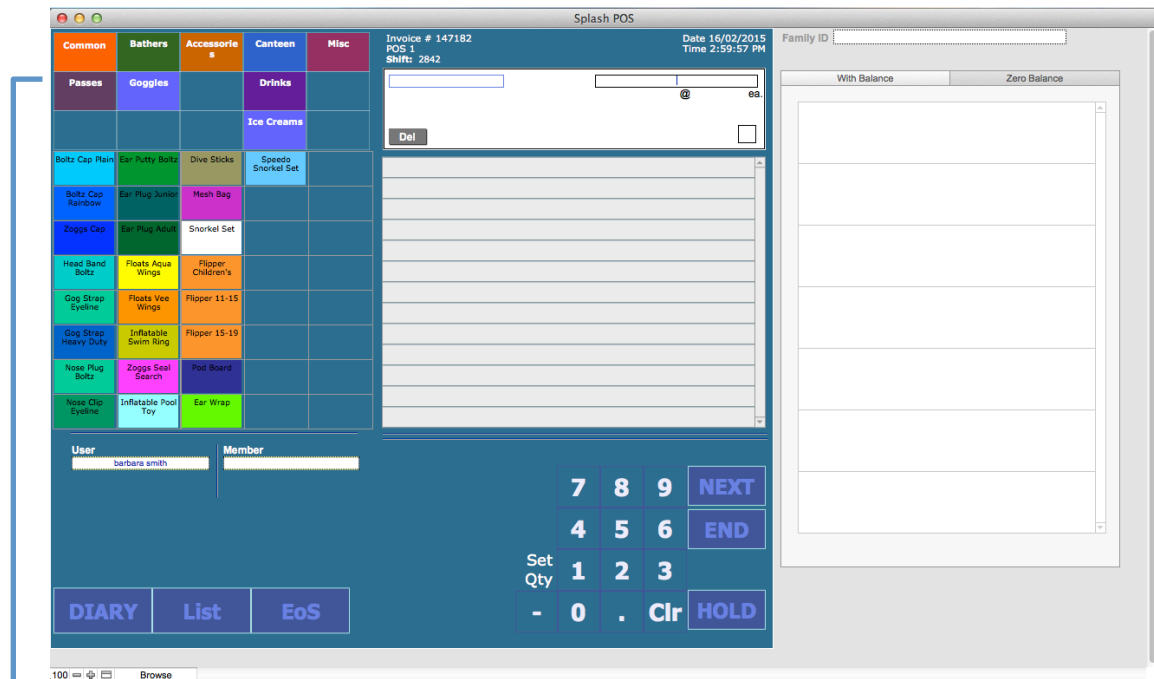 Splash POS
Common
Bathers
Accessorie
s
Canteen
Misc
Passes
Goggles
Drinks
Ice Creams
Invoice # 147182
POS 1
Shift: 2842
Date 16/02/2015
Time 2:59:57 PM
@ ea.
Del
Family ID
With Balance
Zero Balance
Boltz Cap Plain
Ear Putty Boltz
Dive Sticks
Speedo
Snorkel Set
Boltz Cap
Rainbow
Ear Plug Junior
Mesh Bag
Zoggs Cap
Ear Plug Adult
Snorkel Set
Head Band
Boltz
Floats Aqua
Wings
Flipper
Children's
Gog Strap
Eyeline
Floats Vee
Wings
Flipper 11-15
Gog Strap
Heavy Duty
Inflatable
Swim Ring
Flipper 15-19
Nose Plug
Boltz
Zoggs Seal
Search
Pod Board
Nose Clip
Eyeline
Inflatable Pool
Toy
Ear Wrap
User
barbara smith
Member
7 8 9 NEXT
4 5 6 END
Set
Qty
1 2 3
- 0 . Clr HOLD
DIARY List EoS
100
Browse